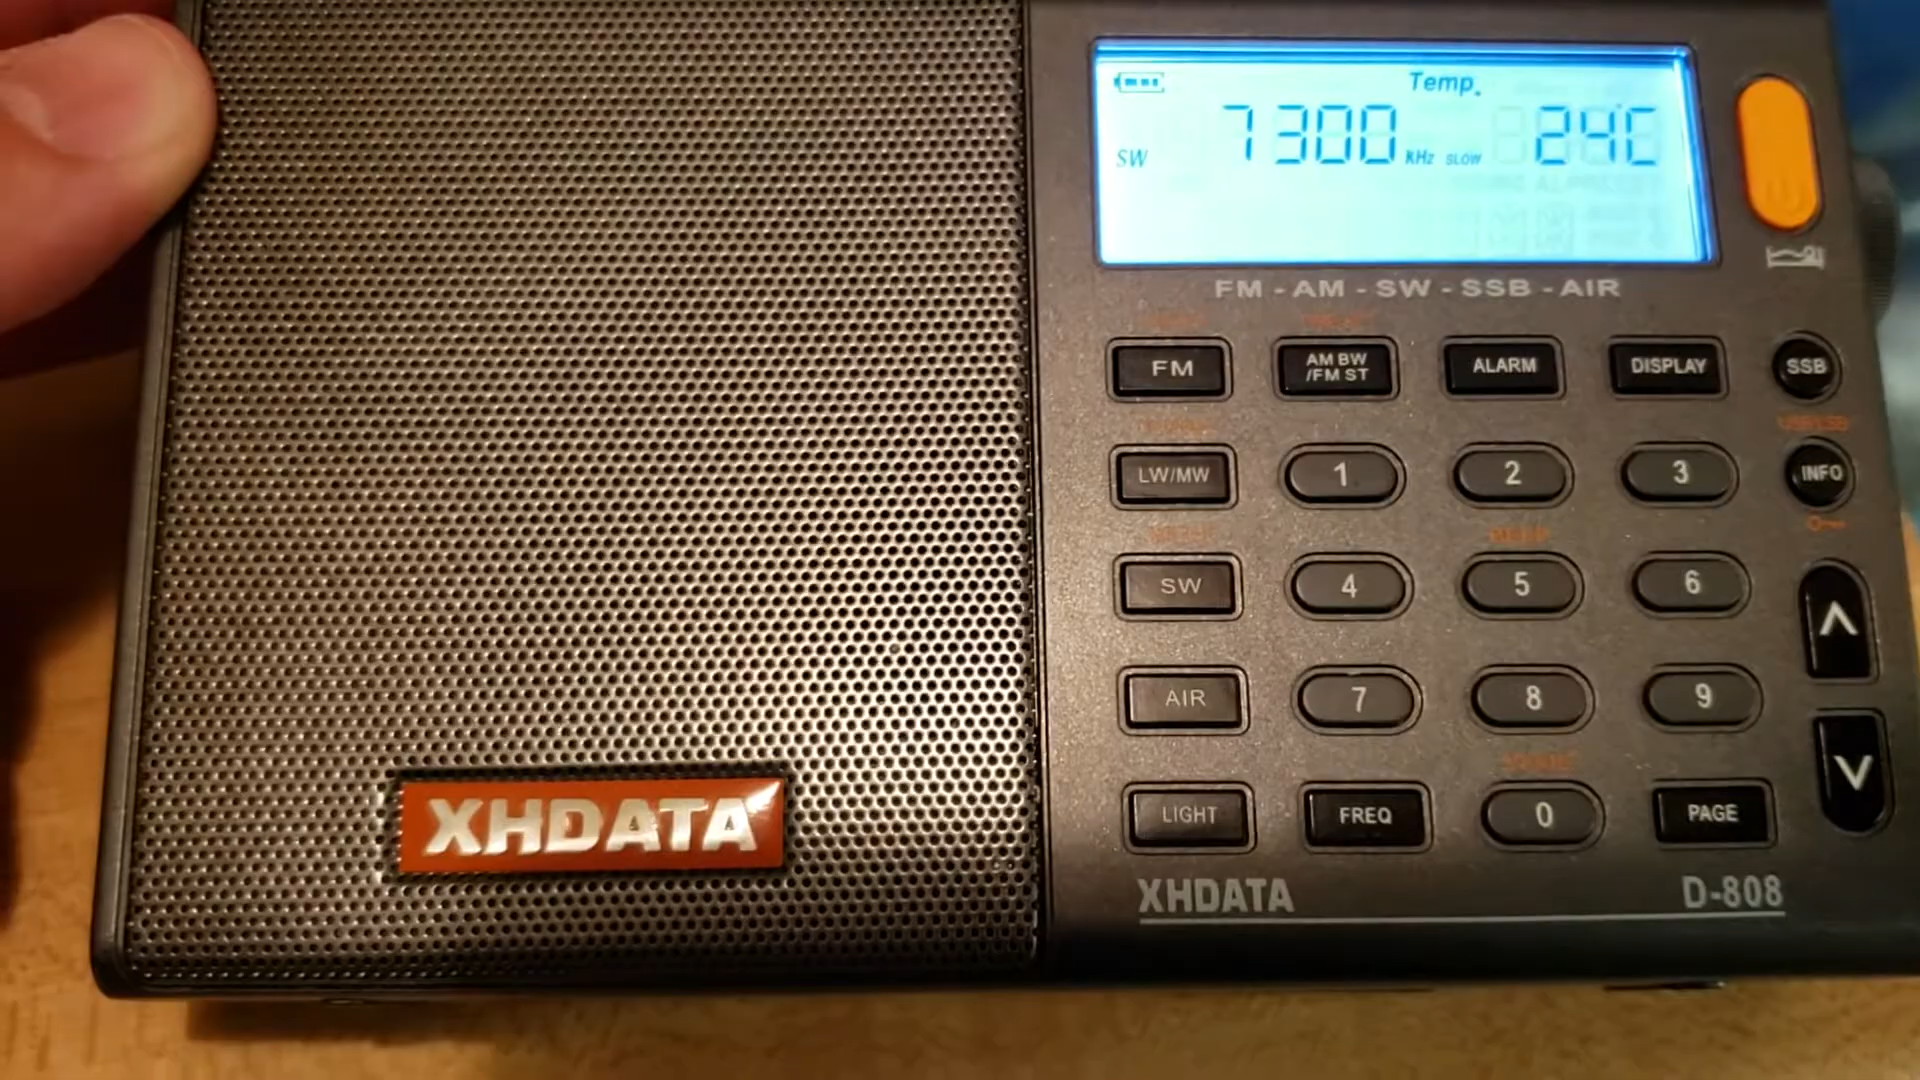 Temp.
SW 7300 kHz SLOW 24°C
FM - AM - SW - SSB - AIR
FM
AM BW
/FM ST
ALARM
DISPLAY
SSB
LW/MW
1
2
3
INFO
SW
4
5
6
AIR
7
8
9
LIGHT
FREQ
0
PAGE
XHDATA
XHDATA
D-808